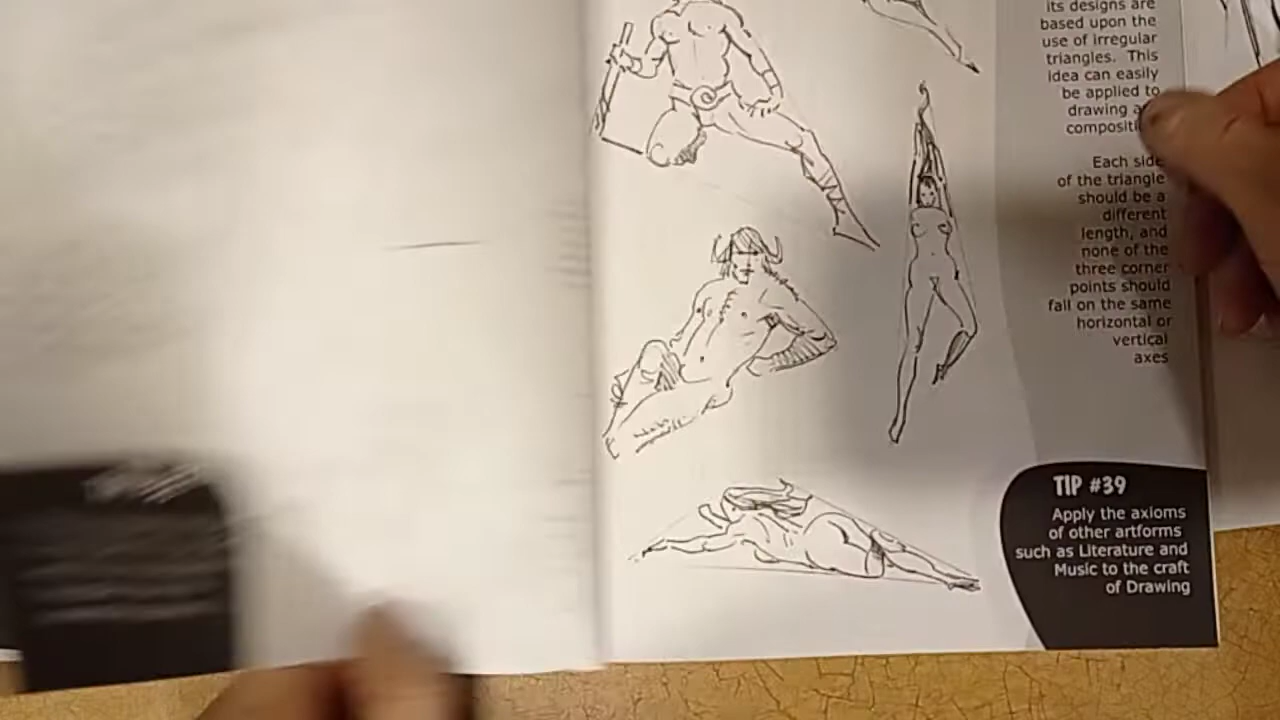 its designs are
based upon the
use of irregular
triangles. This
idea can easily
be applied to
drawing
Each side
of the triangle
should be a
different
length, and
none of the
three corner
points should
fall on the same
horizontal or
vertical
axes
TIP #39
Apply the axioms
of other artforms
such as Literature and
Music to the craft
of Drawing